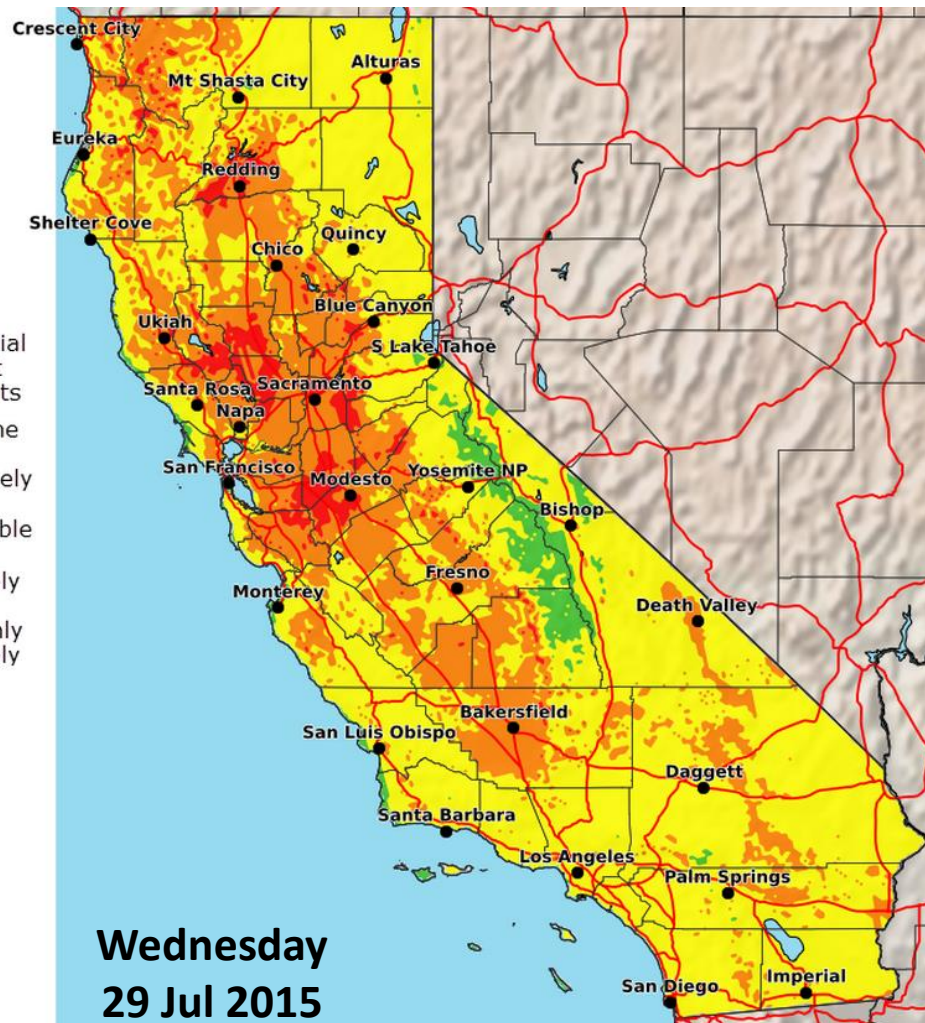 Crescent City
Mt Shasta City
Alturas
Eureka
Redding
Shelter Cove
Quincy
Chico
Blue Canyon
Ukiah
S Lake Tahoe
Santa Rosa
Sacramento
Napa
San Francisco
Modesto
Yosemite NP
Bishop
Fresno
Monterey
Death Valley
San Luis Obispo
Bakersfield
Daggett
Santa Barbara
Los Angeles
Palm Springs
San Diego
Imperial
Wednesday
29 Jul 2015